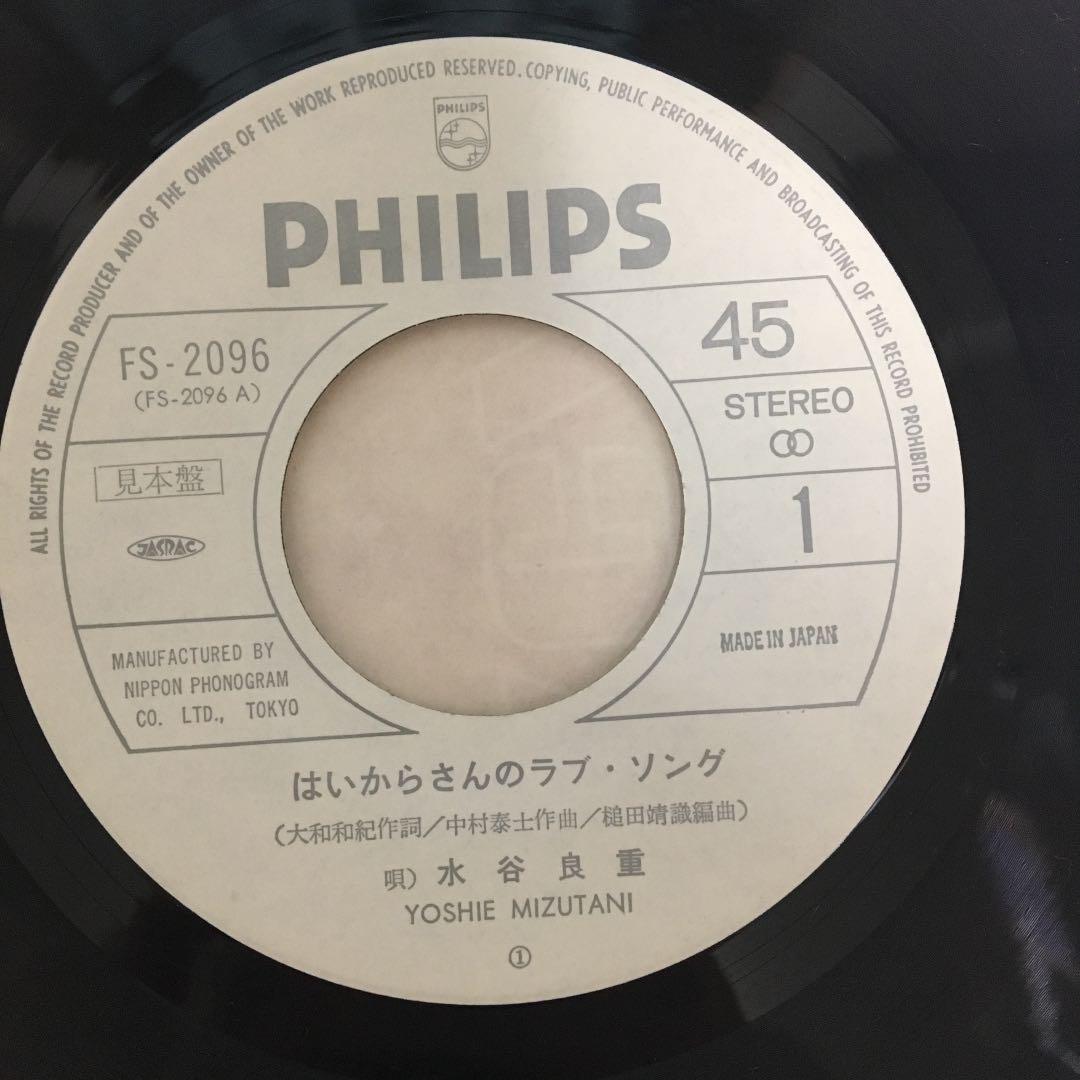 ALL RIGHTS OF THE RECORD PRODUCER AND OF THE OWNER OF THE WORK REPRODUCED RESERVED. COPYING, PUBLIC PERFORMANCE AND BROADCASTING OF THIS RECORD PROHIBITED
PHILIPS
PHILIPS
FS-2096
(FS-2096 A)
見本盤
JASRAC
MANUFACTURED BY
NIPPON PHONOGRAM
CO. LTD., TOKYO
45
STEREO
1
MADE IN JAPAN
はいからさんのラブ・ソング
(大和和紀作詞/中村泰士作曲/槌田靖識編曲)
唄) 水谷良重
YOSHIE MIZUTANI
①